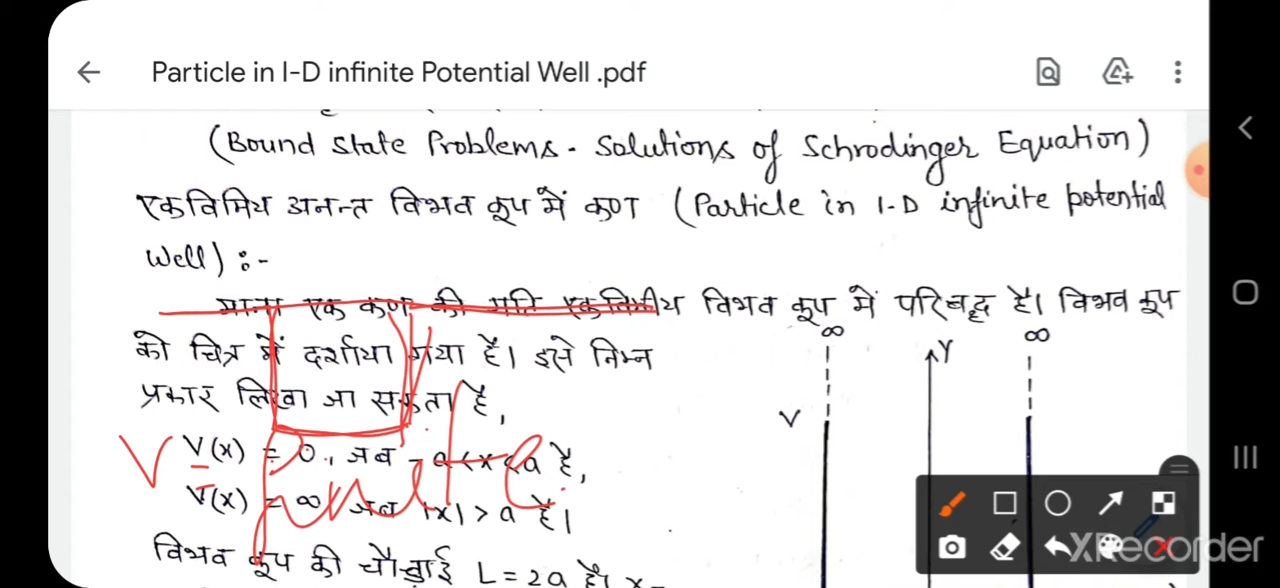 Particle in I-D infinite Potential Well .pdf
(Bound State Problems - Solutions of Schrodinger Equation)
एकविमिय अनन्त विभव कूप में कण (Particle in 1-D infinite potential
Well) :-
माना एक कण की गति एकविमीय विभव कूप में परिबद्ध है। विभव कूप
को चित्र में दर्शाया गया है। इसे निम्न
प्रकार लिखा जा सकता है,
V(x) = 0, जब -a<x<a है,
V(x) = ∞ जब |x| > a है।
विभव कूप की चौड़ाई L=2a है। x-
∞
∞
Y
V
V
XRecorder